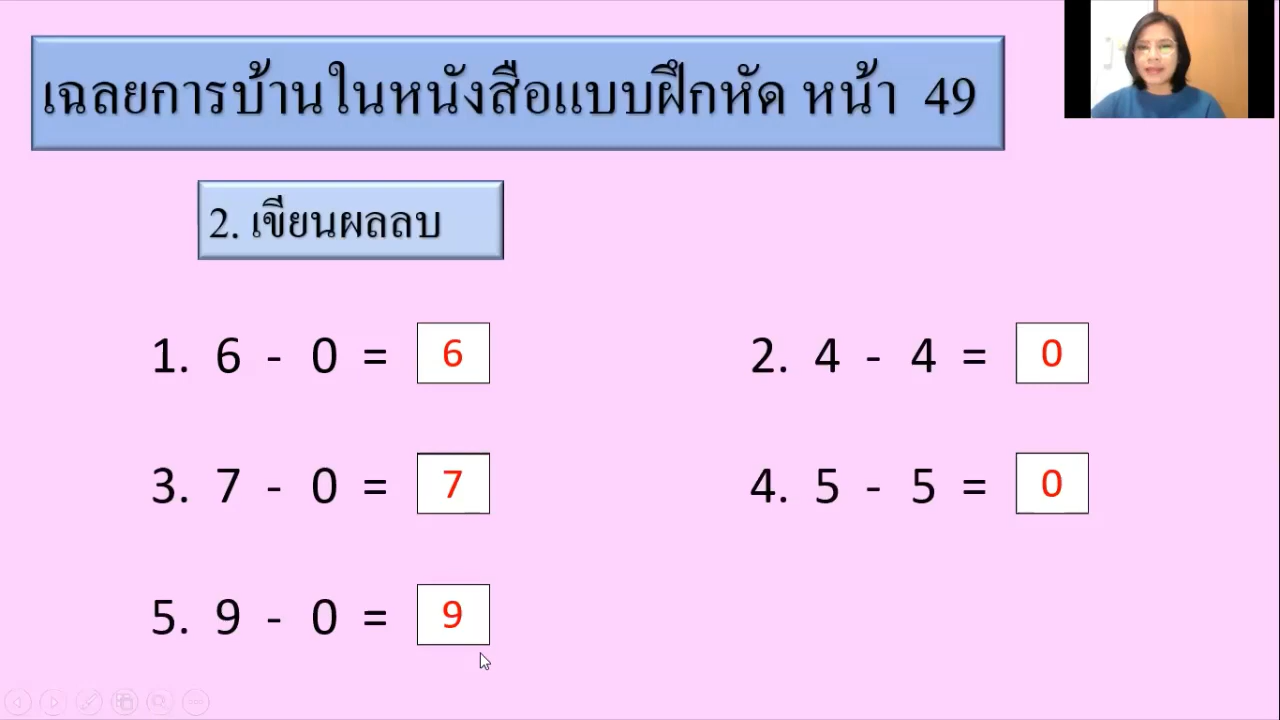 เฉลยการบ้านในหนังสือแบบฝึกหัด หน้า 49
2. เขียนผลลบ
1. 6 - 0 = 6
2. 4 - 4 = 0
3. 7 - 0 = 7
4. 5 - 5 = 0
5. 9 - 0 = 9